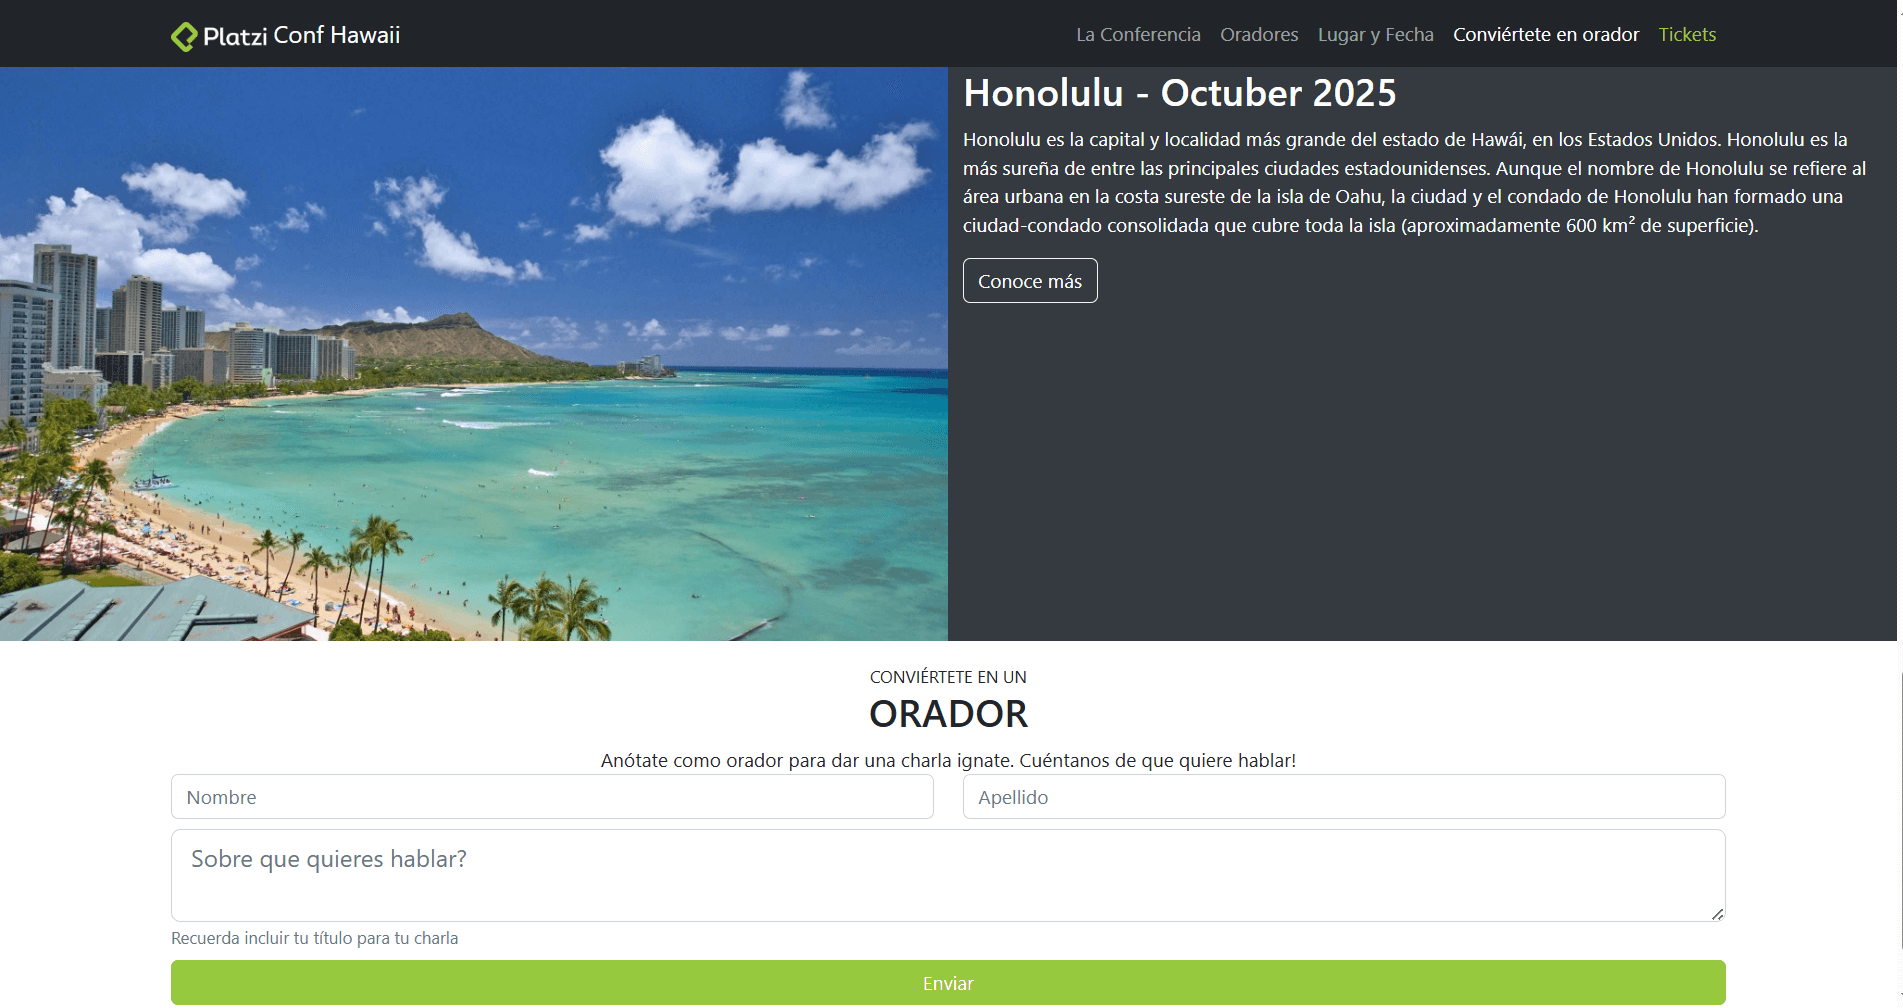 Platzi Conf Hawaii
La Conferencia Oradores Lugar y Fecha Conviértete en orador Tickets
Honolulu - Octuber 2025
Honolulu es la capital y localidad más grande del estado de Hawái, en los Estados Unidos. Honolulu es la
más sureña de entre las principales ciudades estadounidenses. Aunque el nombre de Honolulu se refiere al
área urbana en la costa sureste de la isla de Oahu, la ciudad y el condado de Honolulu han formado una
ciudad-condado consolidada que cubre toda la isla (aproximadamente 600 km² de superficie).
Conoce más
CONVIÉRTETE EN UN
ORADOR
Anótate como orador para dar una charla ignate. Cuéntanos de que quiere hablar!
Nombre
Apellido
Sobre que quieres hablar?
Recuerda incluir tu título para tu charla
Enviar